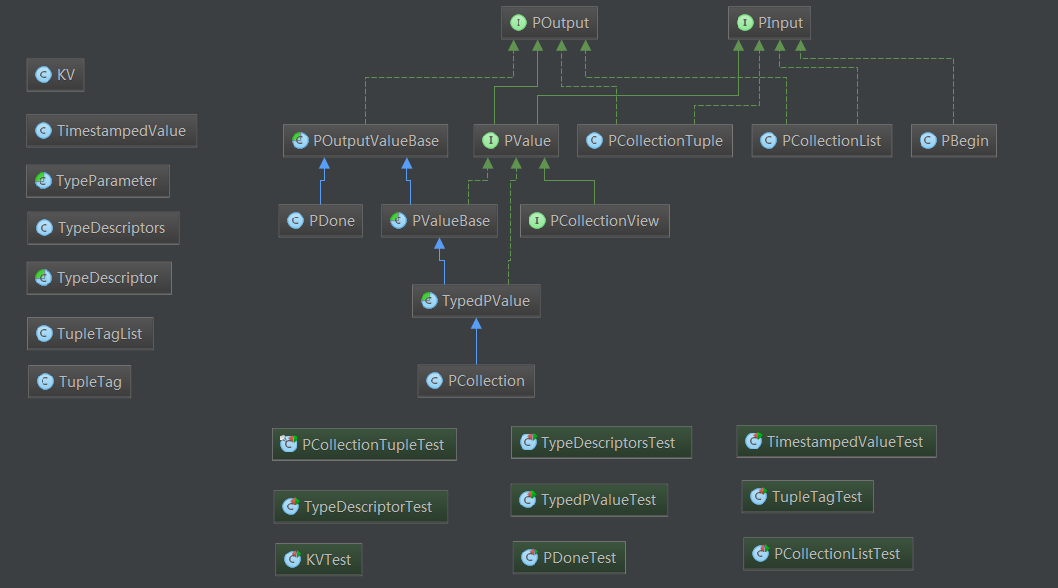 POutput
PInput
KV
TimestampedValue
TypeParameter
TypeDescriptors
TypeDescriptor
TupleTagList
TupleTag
POutputValueBase
PValue
PCollectionTuple
PCollectionList
PBegin
PDone
PValueBase
PCollectionView
TypedPValue
PCollection
PCollectionTupleTest
TypeDescriptorsTest
TimestampedValueTest
TypeDescriptorTest
TypedPValueTest
TupleTagTest
KVTest
PDoneTest
PCollectionListTest